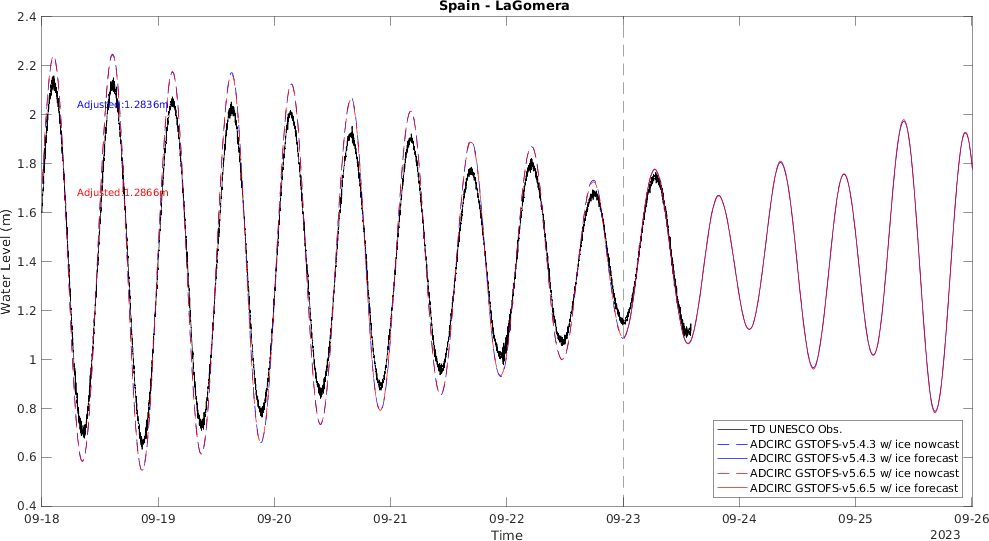 Spain - LaGomera
Water Level (m)
2.4
2.2
2
1.8
1.6
1.4
1.2
1
0.8
0.6
0.4
Adjusted:1.2836m
Adjusted:1.2866m
TD UNESCO Obs.
ADCIRC GSTOFS-v5.4.3 w/ ice nowcast
ADCIRC GSTOFS-v5.4.3 w/ ice forecast
ADCIRC GSTOFS-v5.6.5 w/ ice nowcast
ADCIRC GSTOFS-v5.6.5 w/ ice forecast
09-18 09-19 09-20 09-21 09-22 09-23 09-24 09-25 09-26
Time
2023